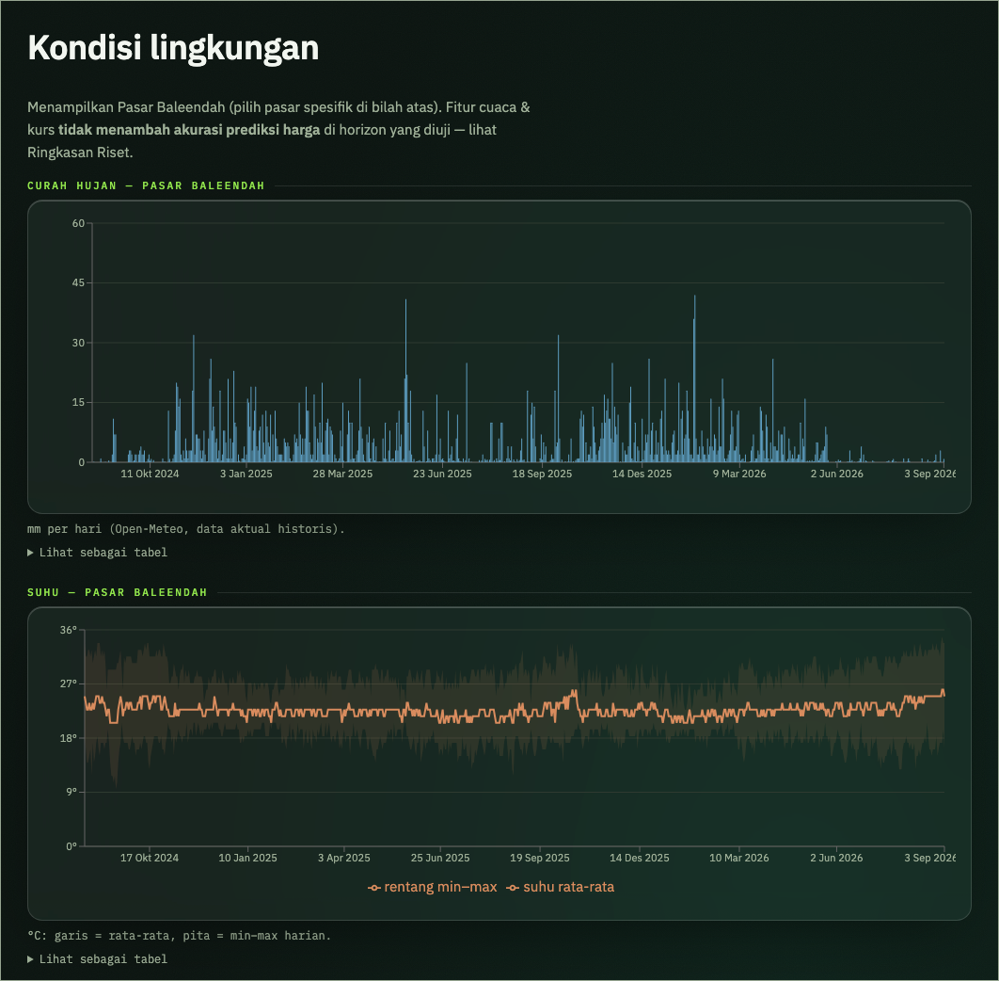 Kondisi lingkungan
Menampilkan Pasar Baleendah (pilih pasar spesifik di bilah atas). Fitur cuaca &
kurs tidak menambah akurasi prediksi harga di horizon yang diuji — lihat
Ringkasan Riset.
CURAH HUJAN — PASAR BALEENDAH
60
45
30
15
0
11 Okt 2024 3 Jan 2025 28 Mar 2025 23 Jun 2025 18 Sep 2025 14 Des 2025 9 Mar 2026 2 Jun 2026 3 Sep 2026
mm per hari (Open-Meteo, data aktual historis).
▶ Lihat sebagai tabel
SUHU — PASAR BALEENDAH
36°
27°
18°
9°
0°
17 Okt 2024 10 Jan 2025 3 Apr 2025 25 Jun 2025 19 Sep 2025 14 Des 2025 10 Mar 2026 2 Jun 2026 3 Sep 2026
rentang min–max suhu rata-rata
°C: garis = rata-rata, pita = min–max harian.
▶ Lihat sebagai tabel